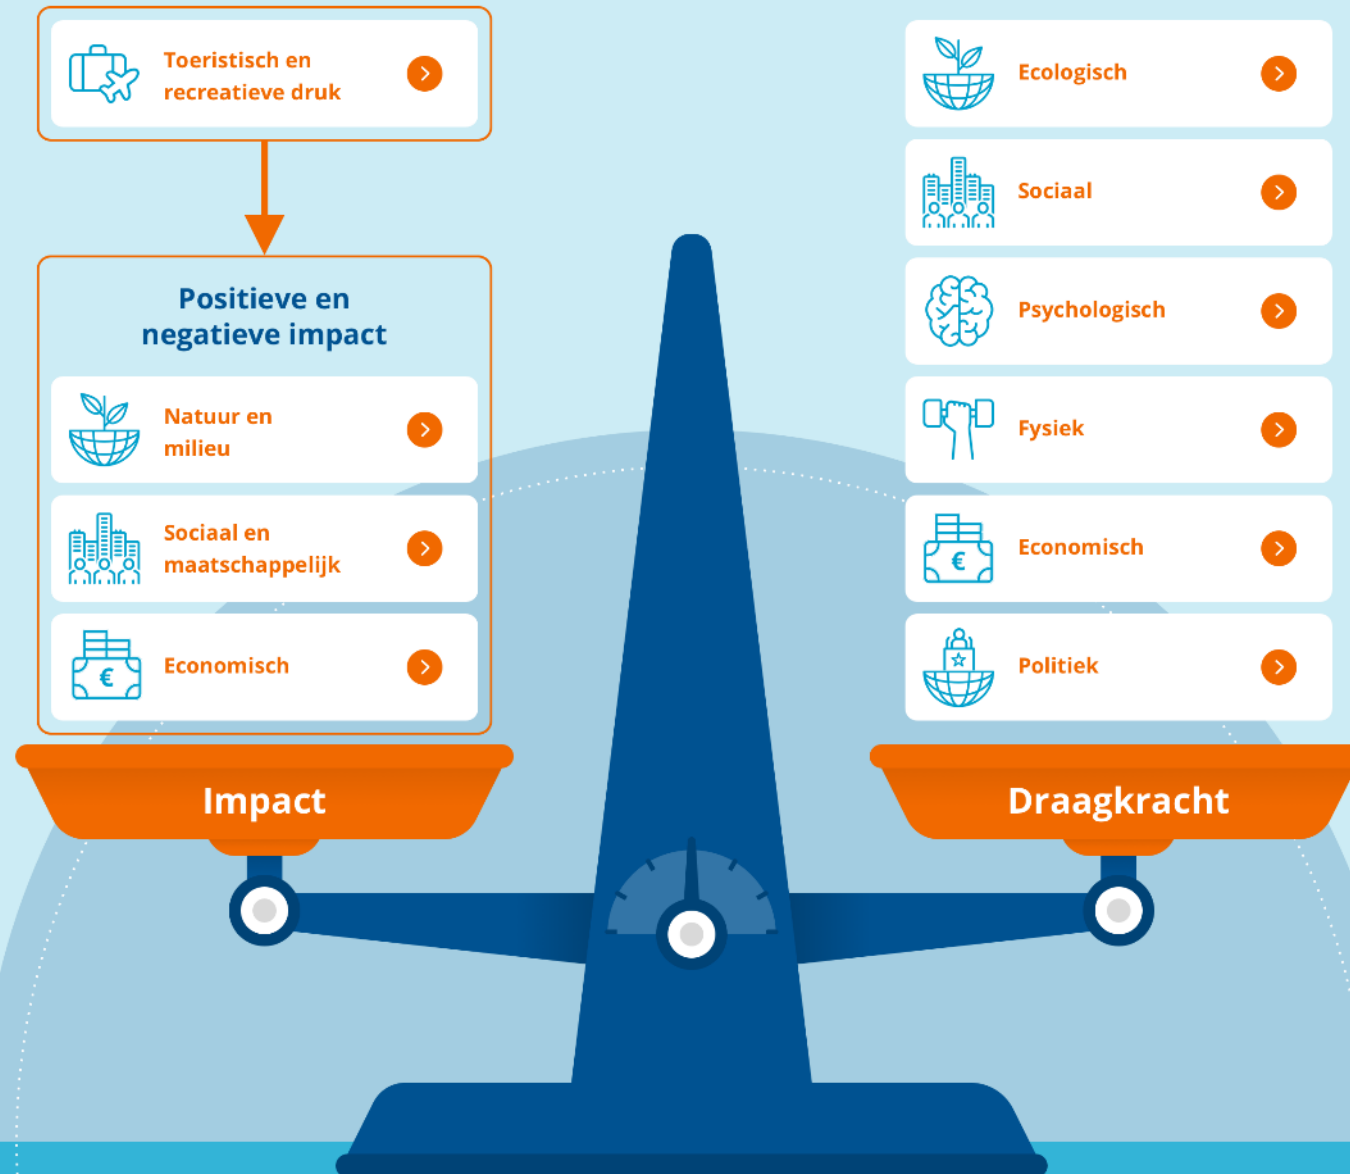 Toeristisch en
recreatieve druk
Positieve en
negatieve impact
Natuur en
milieu
Sociaal en
maatschappelijk
€
Economisch
Impact
Ecologisch
Sociaal
Psychologisch
Fysiek
€
Economisch
Politiek
Draagkracht